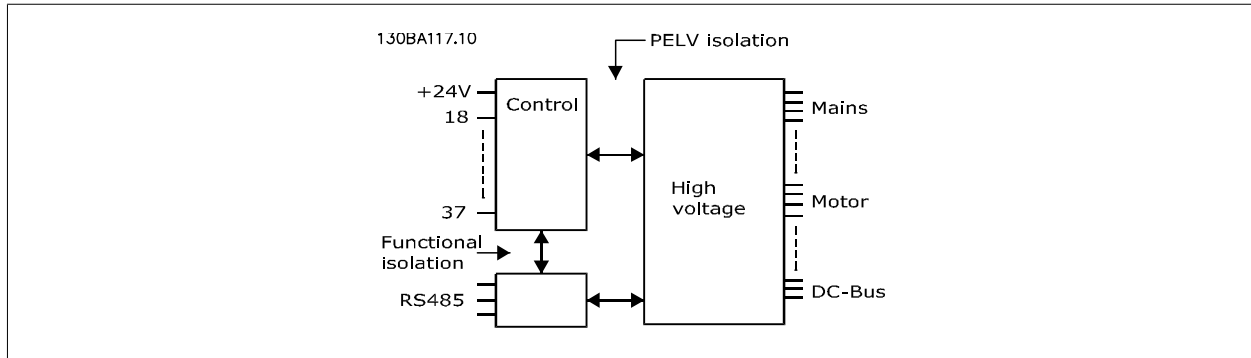 130BA117.10
PELV isolation
+24V
Control
18
Mains
37
High
voltage
Motor
Functional
isolation
RS485
DC-Bus